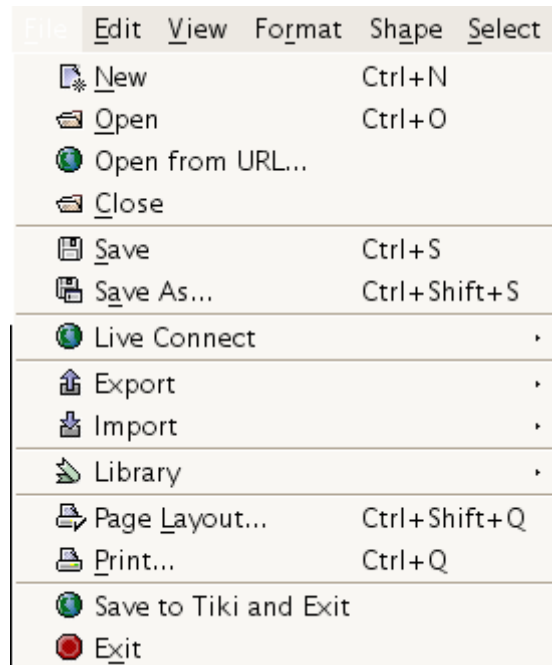 File Edit View Format Shape Select
New Ctrl+N
Open Ctrl+O
Open from URL...
Close
Save Ctrl+S
Save As... Ctrl+Shift+S
Live Connect
Export
Import
Library
Page Layout... Ctrl+Shift+Q
Print... Ctrl+Q
Save to Tiki and Exit
Exit